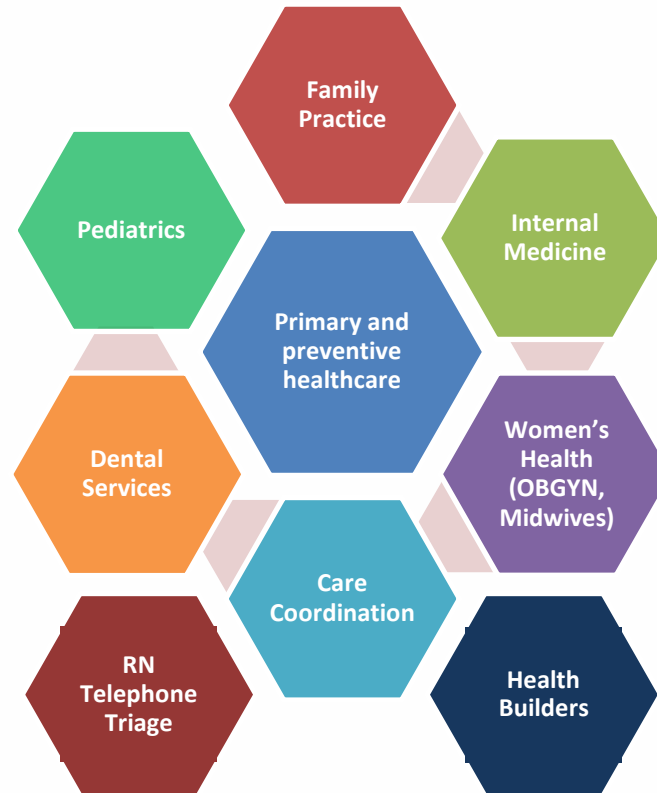 Family
Practice
Pediatrics
Internal
Medicine
Primary and
preventive
healthcare
Dental
Services
Women’s
Health
(OBGYN,
Midwives)
Care
Coordination
RN
Telephone
Triage
Health
Builders